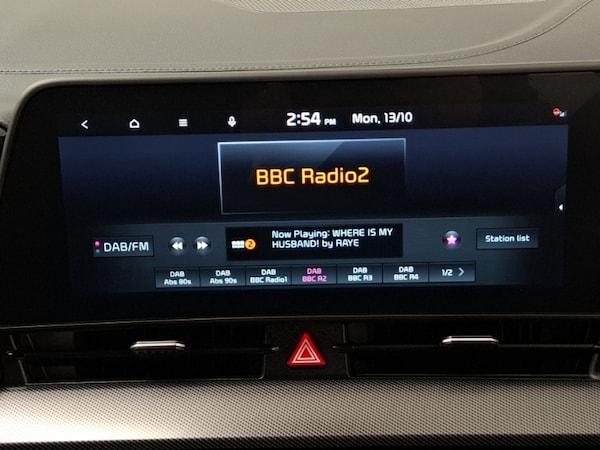 2:54 PM Mon, 13/10
BBC Radio2
DAB/FM
BBC 2
Now Playing: WHERE IS MY
HUSBAND! by RAYE
Station list
DAB
Abs 80s
DAB
Abs 90s
DAB
BBC Radio1
DAB
BBC R2
DAB
BBC R3
DAB
BBC R4
1/2